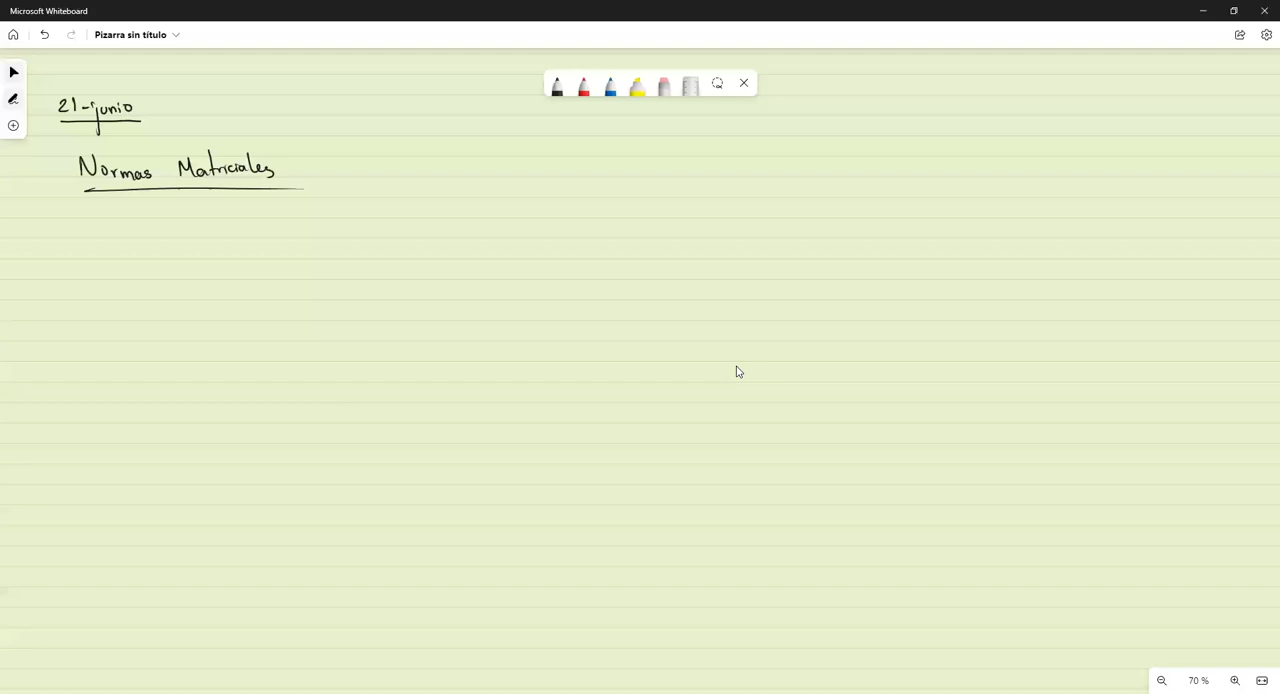 Microsoft Whiteboard
Pizarra sin título
21-junio
Normas Matriciales
70 %